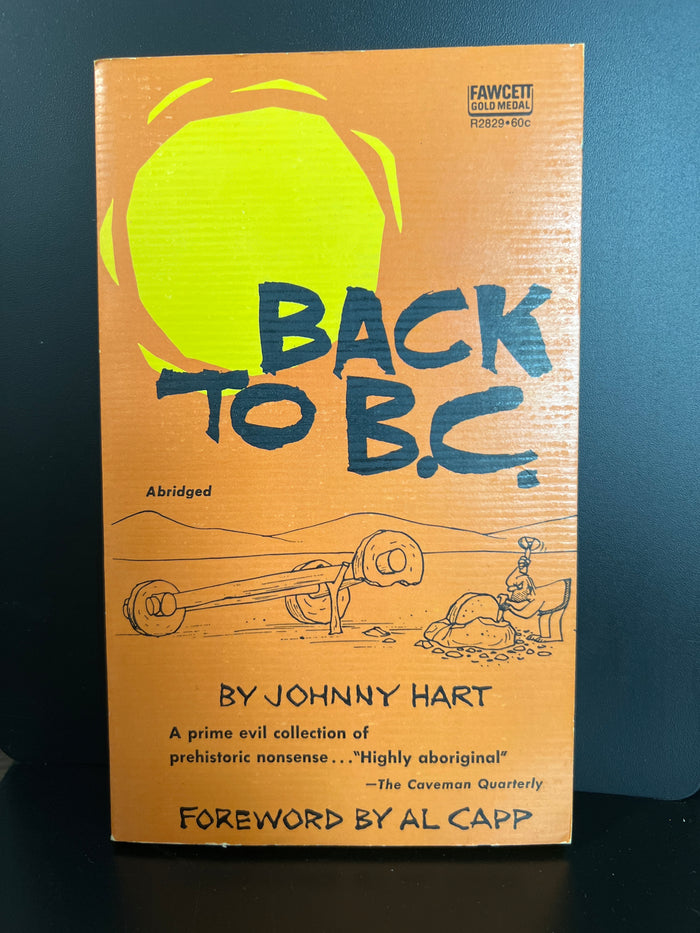 FAWCETT
GOLD MEDAL
R2829•60c
BACK
TO B.C.
Abridged
BY JOHNNY HART
A prime evil collection of
prehistoric nonsense..."Highly aboriginal"
—The Caveman Quarterly
FOREWORD BY AL CAPP